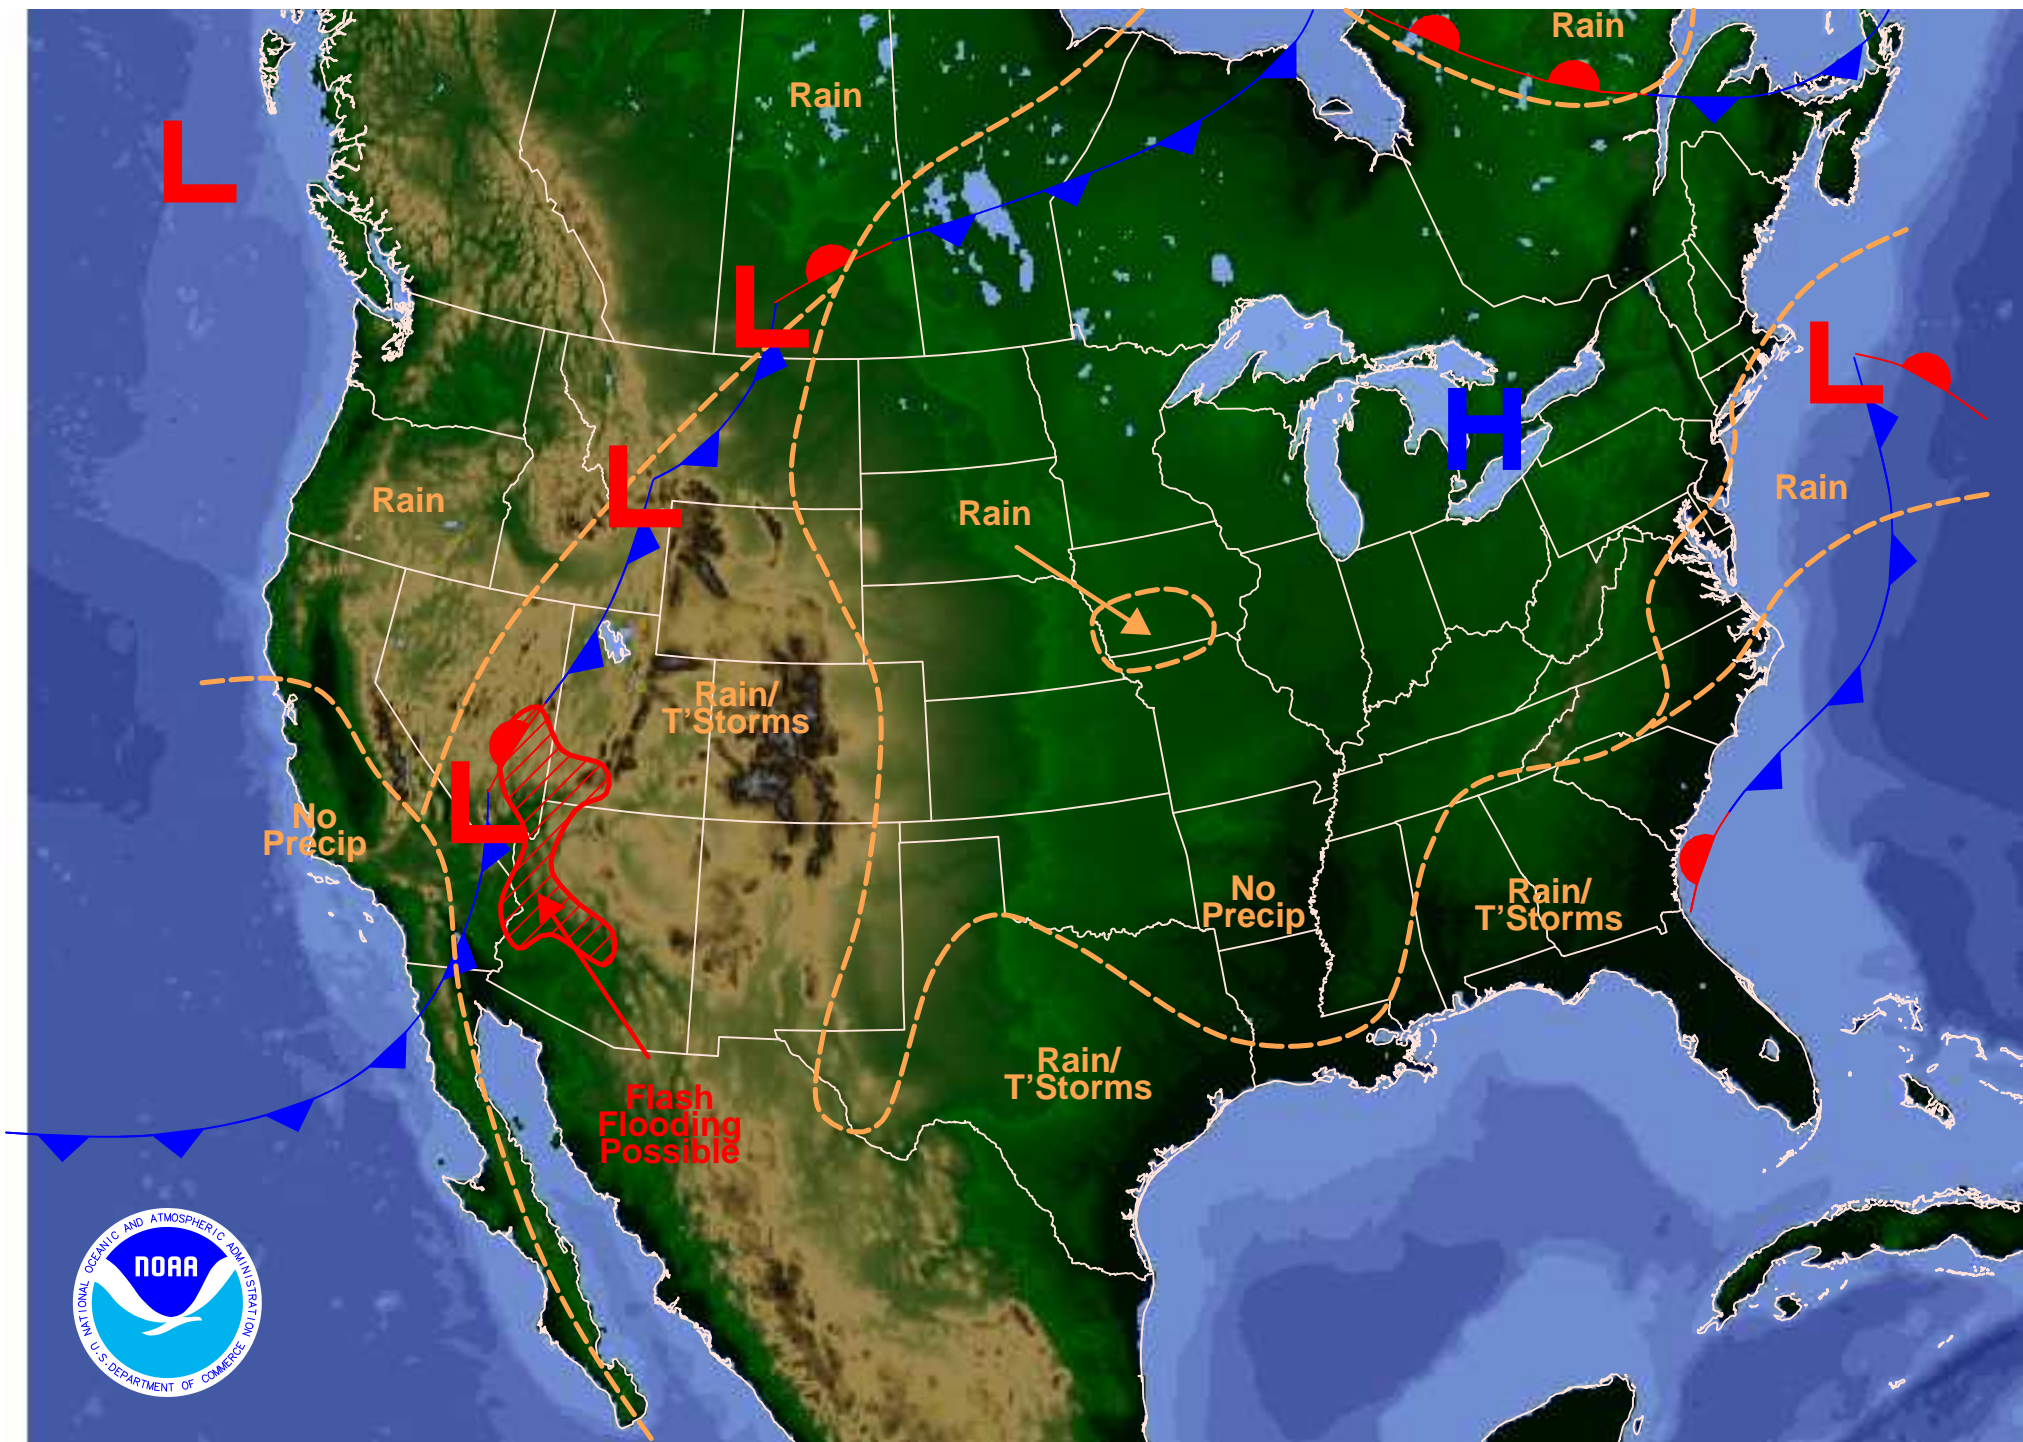 Rain
Rain
L
L
L
H
L
Rain
Rain
Rain
Rain/
T'Storms
L
No
Precip
No
Precip
Rain/
T'Storms
Rain/
T'Storms
Flash
Flooding
Possible
NATIONAL OCEANIC AND ATMOSPHERIC ADMINISTRATION
NOAA
U.S. DEPARTMENT OF COMMERCE